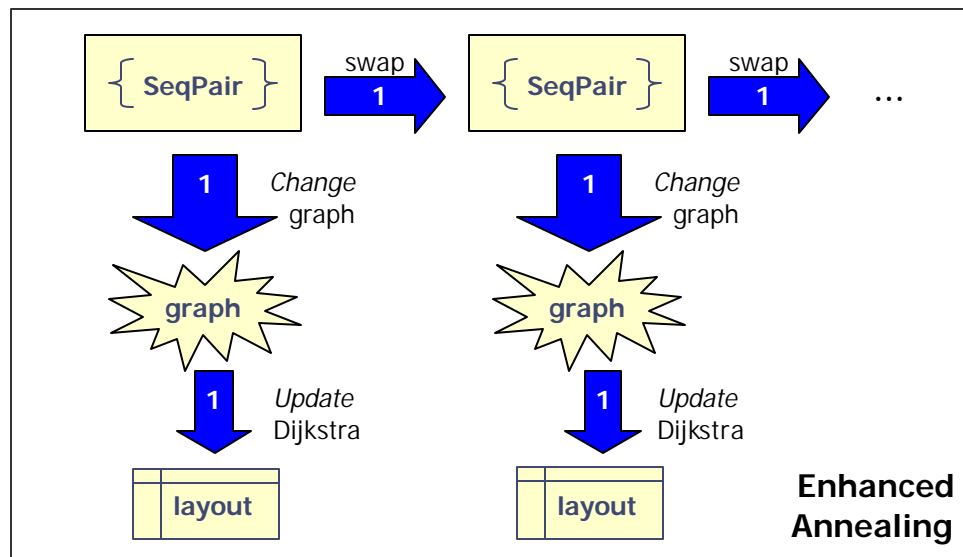 { SeqPair }
swap
1
{ SeqPair }
swap
1
...
1
Change
graph
1
Change
graph
graph
graph
1
Update
Dijkstra
1
Update
Dijkstra
layout
layout
Enhanced
Annealing